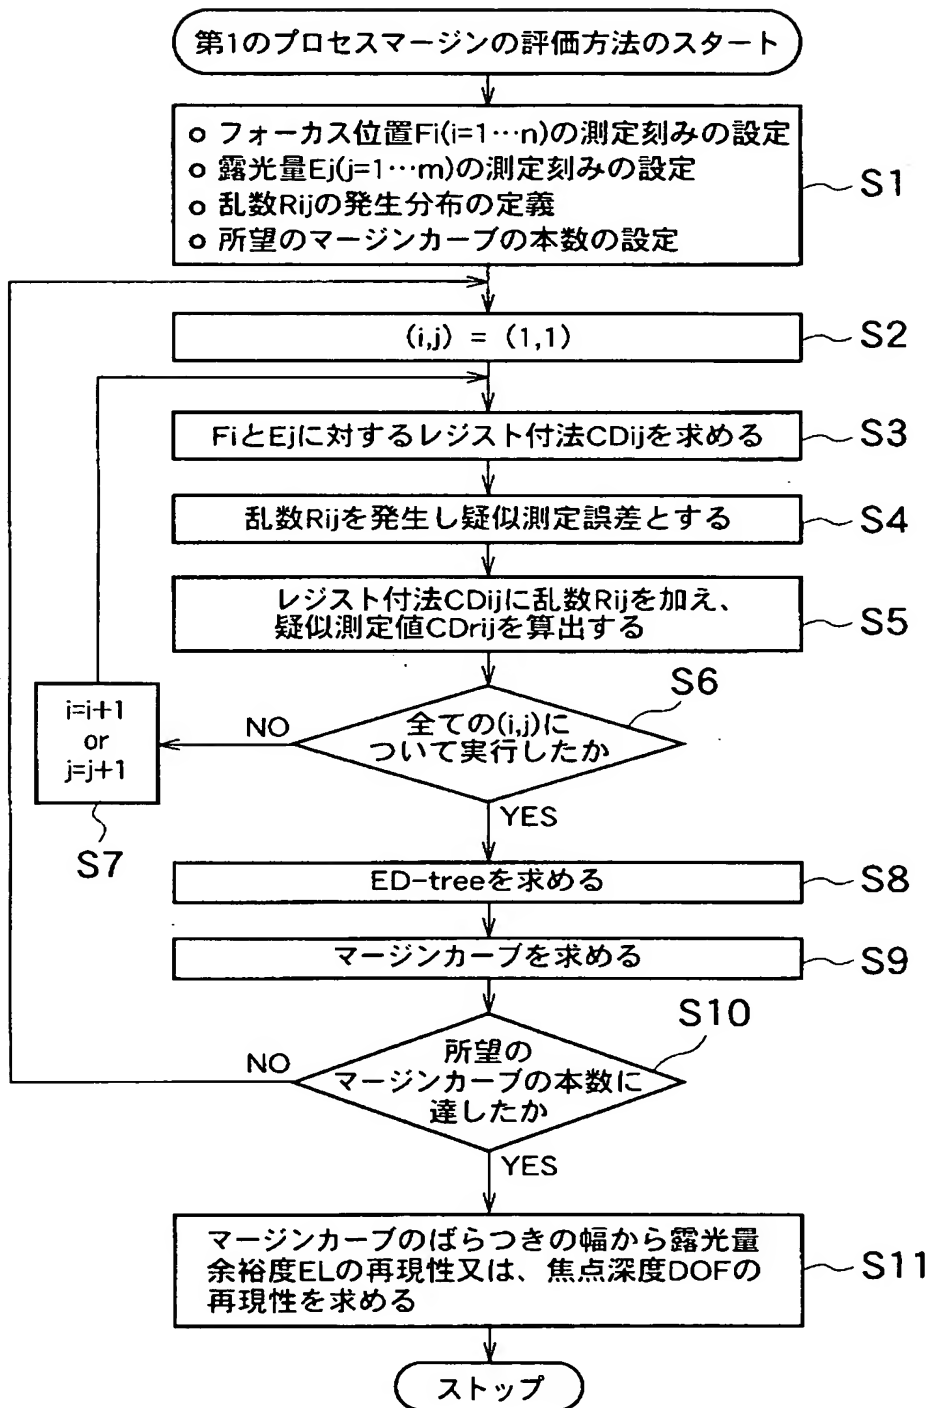 第1のプロセスマージンの評価方法のスタート
o フォーカス位置Fi(i=1…n)の測定刻みの設定
o 露光量Ej(j=1…m)の測定刻みの設定
o 乱数Rijの発生分布の定義
o 所望のマージンカーブの本数の設定
S1
(i,j) = (1,1)
S2
FiとEjに対するレジスト付法CDijを求める
S3
乱数Rijを発生し疑似測定誤差とする
S4
レジスト付法CDijに乱数Rijを加え、
疑似測定値CDrijを算出する
S5
S6
全ての(i,j)に
ついて実行したか
NO
YES
i=i+1
or
j=j+1
S7
ED-treeを求める
S8
マージンカーブを求める
S9
S10
所望の
マージンカーブの本数に
達したか
NO
YES
マージンカーブのばらつきの幅から露光量
余裕度ELの再現性又は、焦点深度DOFの
再現性を求める
S11
ストップ